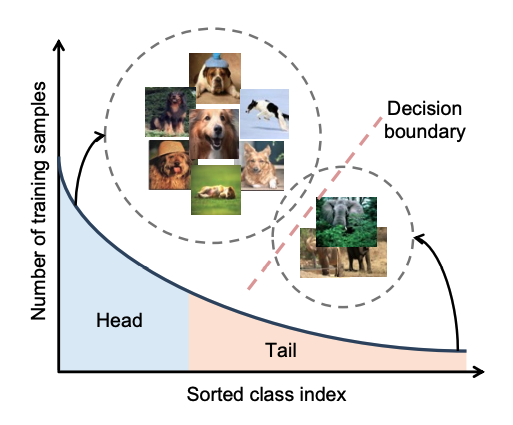 Number of training samples
Decision
boundary
Head
Tail
Sorted class index